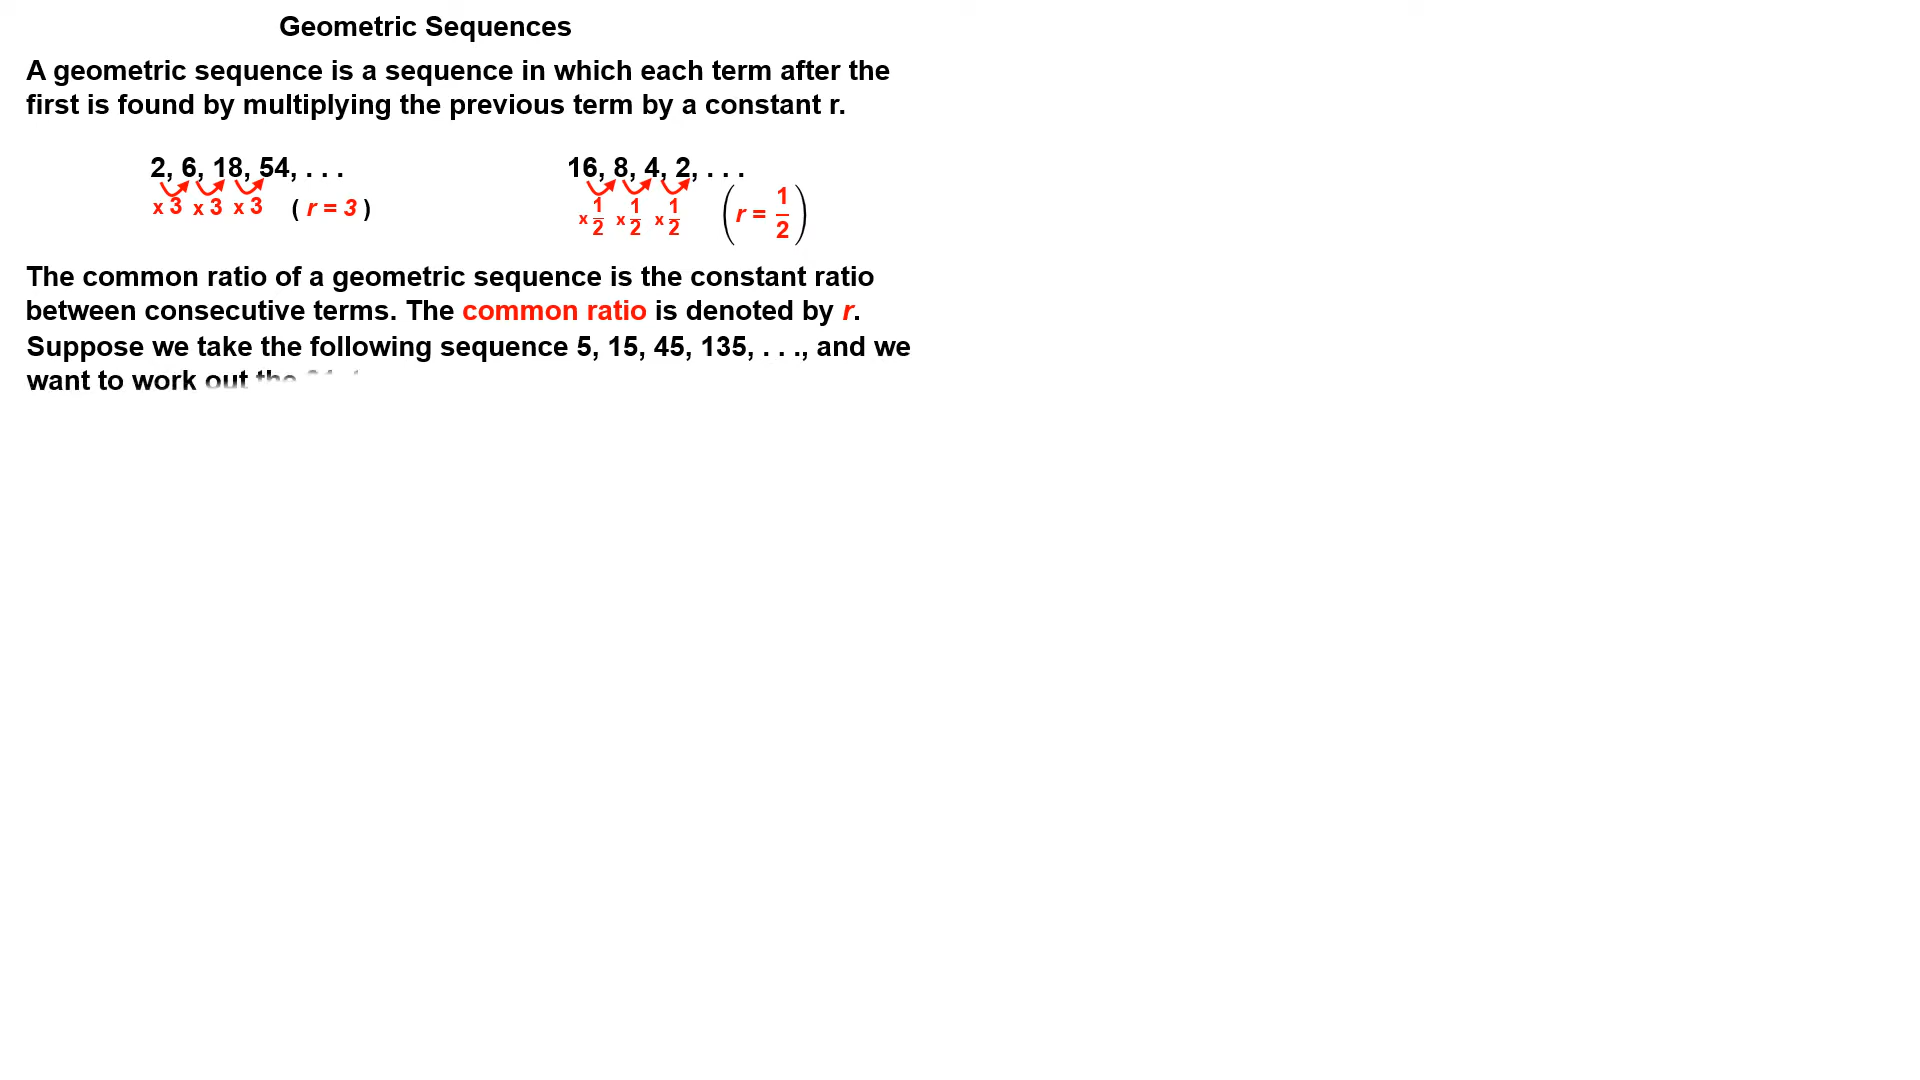 Geometric Sequences
A geometric sequence is a sequence in which each term after the
first is found by multiplying the previous term by a constant r.
2, 6, 18, 54, . . .
x 3 x 3 x 3 ( r = 3 )
16, 8, 4, 2, . . .
x 1/2 x 1/2 x 1/2 ( r = 1/2 )
The common ratio of a geometric sequence is the constant ratio
between consecutive terms. The common ratio is denoted by r.
Suppose we take the following sequence 5, 15, 45, 135, . . ., and we
want to work out the